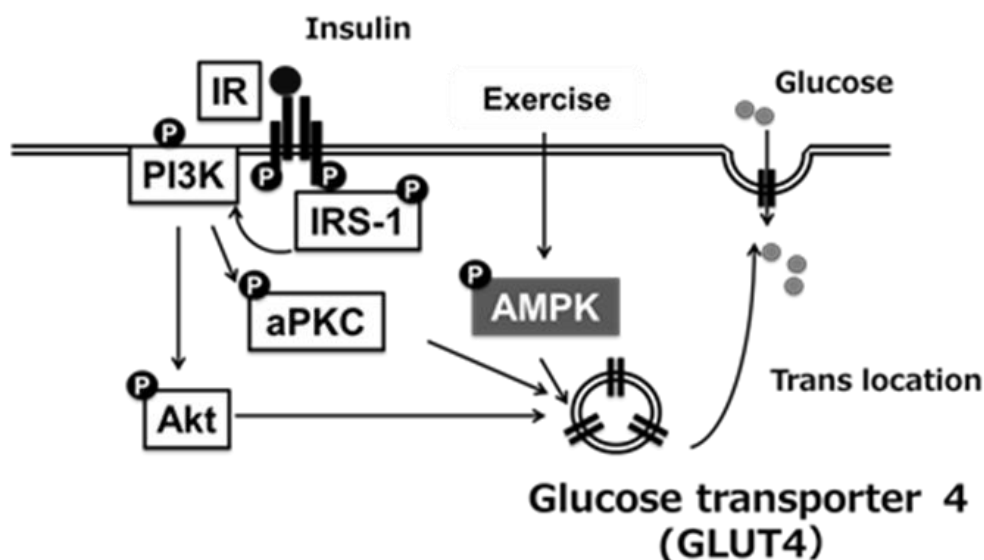 Insulin
IR
Exercise
Glucose
P
PI3K
P
P
P
IRS-1
P
aPKC
P
AMPK
P
Akt
Trans location
Glucose transporter 4
(GLUT4)